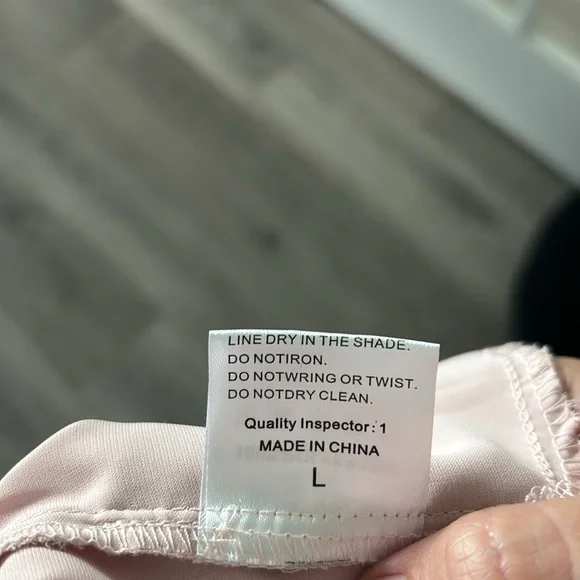 LINE DRY IN THE SHADE.
DO NOTIRON.
DO NOTWRING OR TWIST.
DO NOTDRY CLEAN.
Quality Inspector: 1
MADE IN CHINA
L